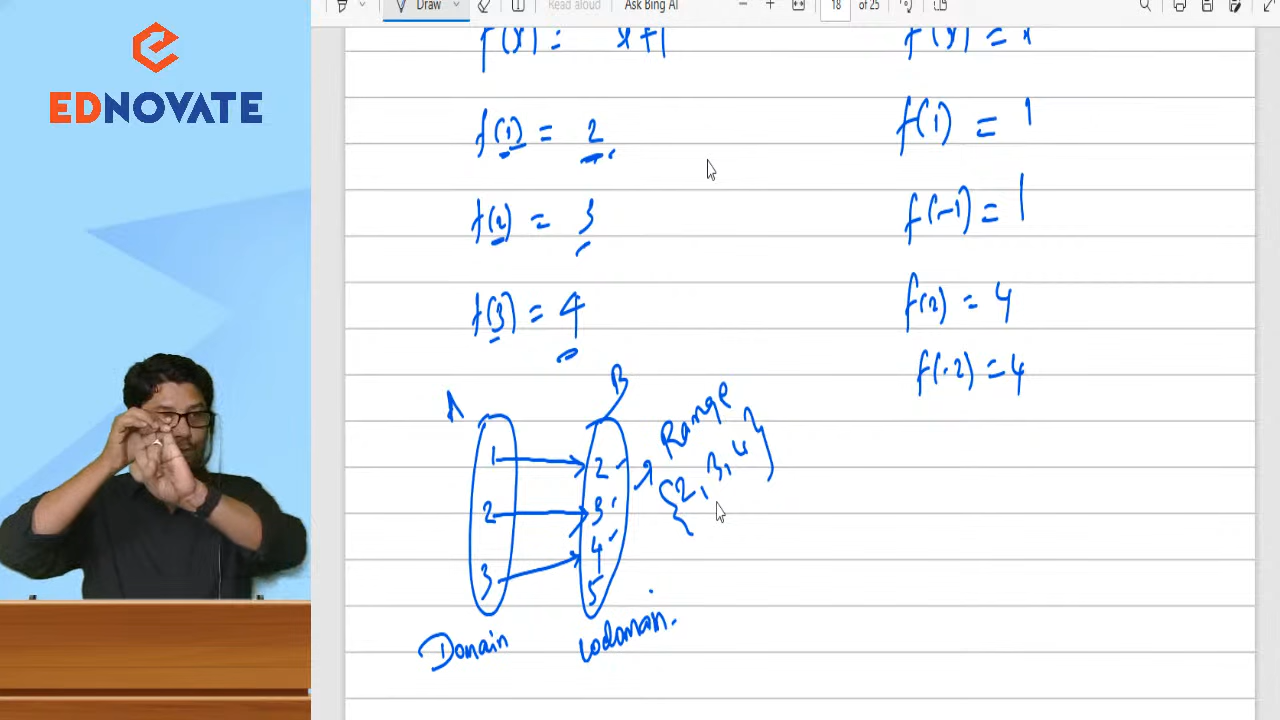 EDNOVATE
Draw
Read aloud
Ask Bing AI
18 of 25
f(x) = x+1
f(1) = 2
f(2) = 3
f(3) = 4
f(1) = 1
f(-1) = 1
f(2) = 4
f(-2) = 4
A B
1 2
2 3
3 4
5
Range
{2, 3, 4}
Domain
Codomain.